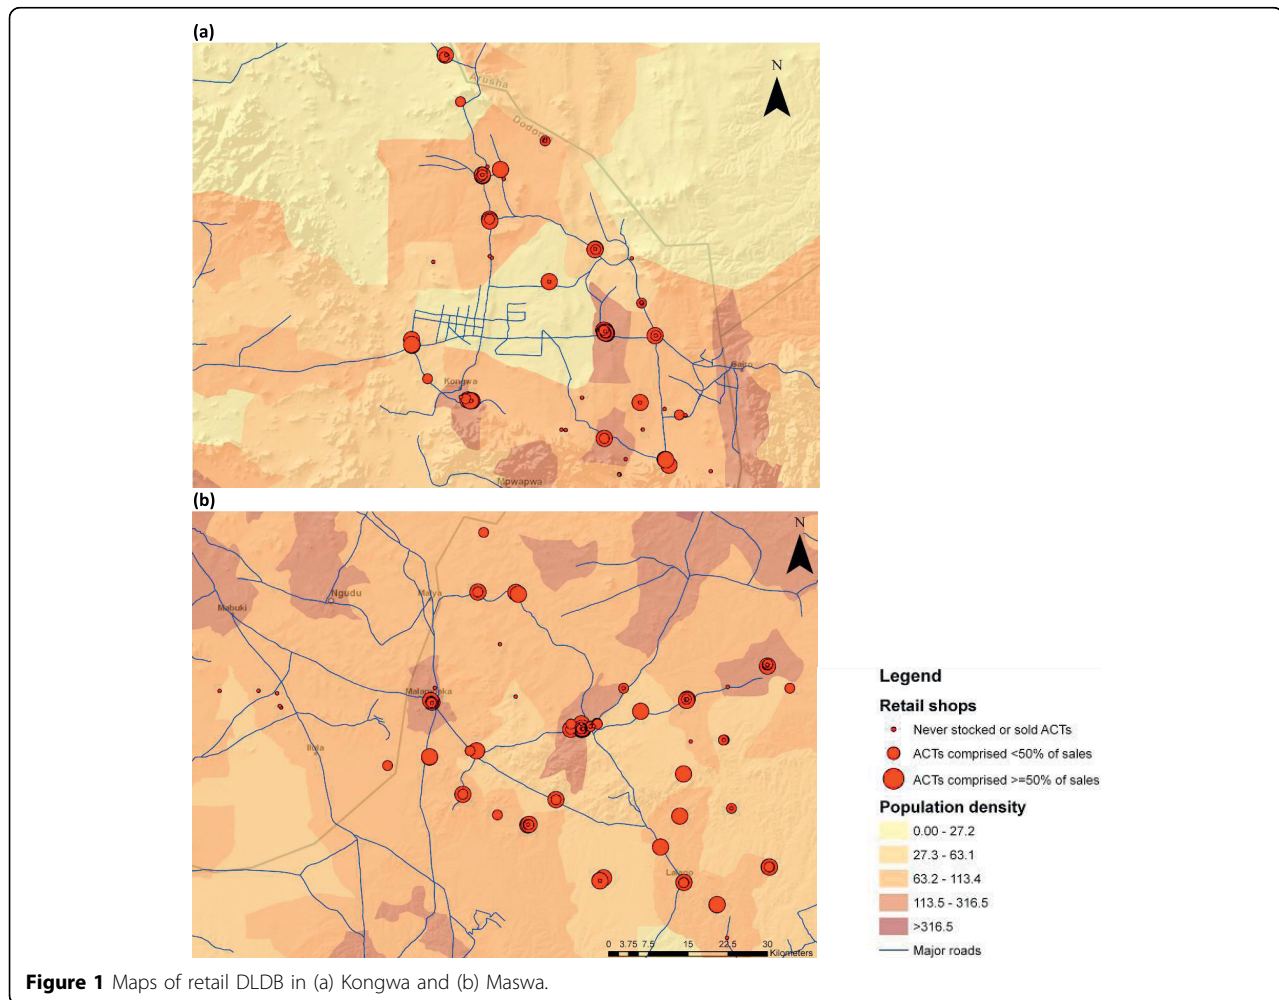 (a)
N
Arusha
Dodoma
Gairo
Kongwa
Mpwapwa
(b)
N
Ngudu
Malya
Mabuki
Malampaka
Ilola
Lalago
Legend
Retail shops
Never stocked or sold ACTs
ACTs comprised <50% of sales
ACTs comprised >=50% of sales
Population density
0.00 - 27.2
27.3 - 63.1
63.2 - 113.4
113.5 - 316.5
>316.5
Major roads
0 3.75 7.5 15 22.5 30
Kilometers
Figure 1 Maps of retail DLDB in (a) Kongwa and (b) Maswa.